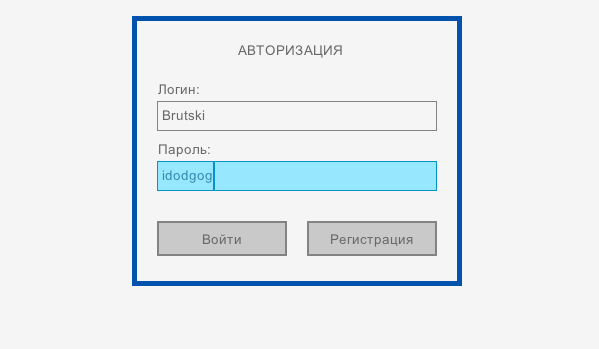 АВТОРИЗАЦИЯ
Логин:
Brutski
Пароль:
idodgog
Войти
Регистрация